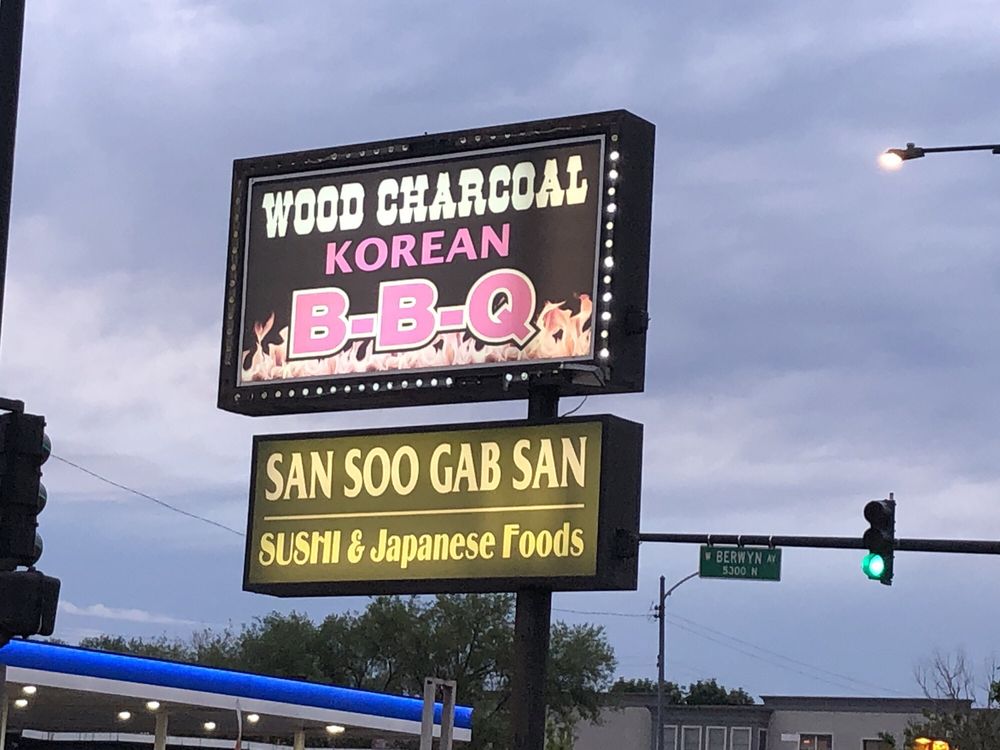 WOOD CHARCOAL
KOREAN
B-B-Q
SAN SOO GAB SAN
SUSHI & Japanese Foods
W BERWYN AV
5300 N